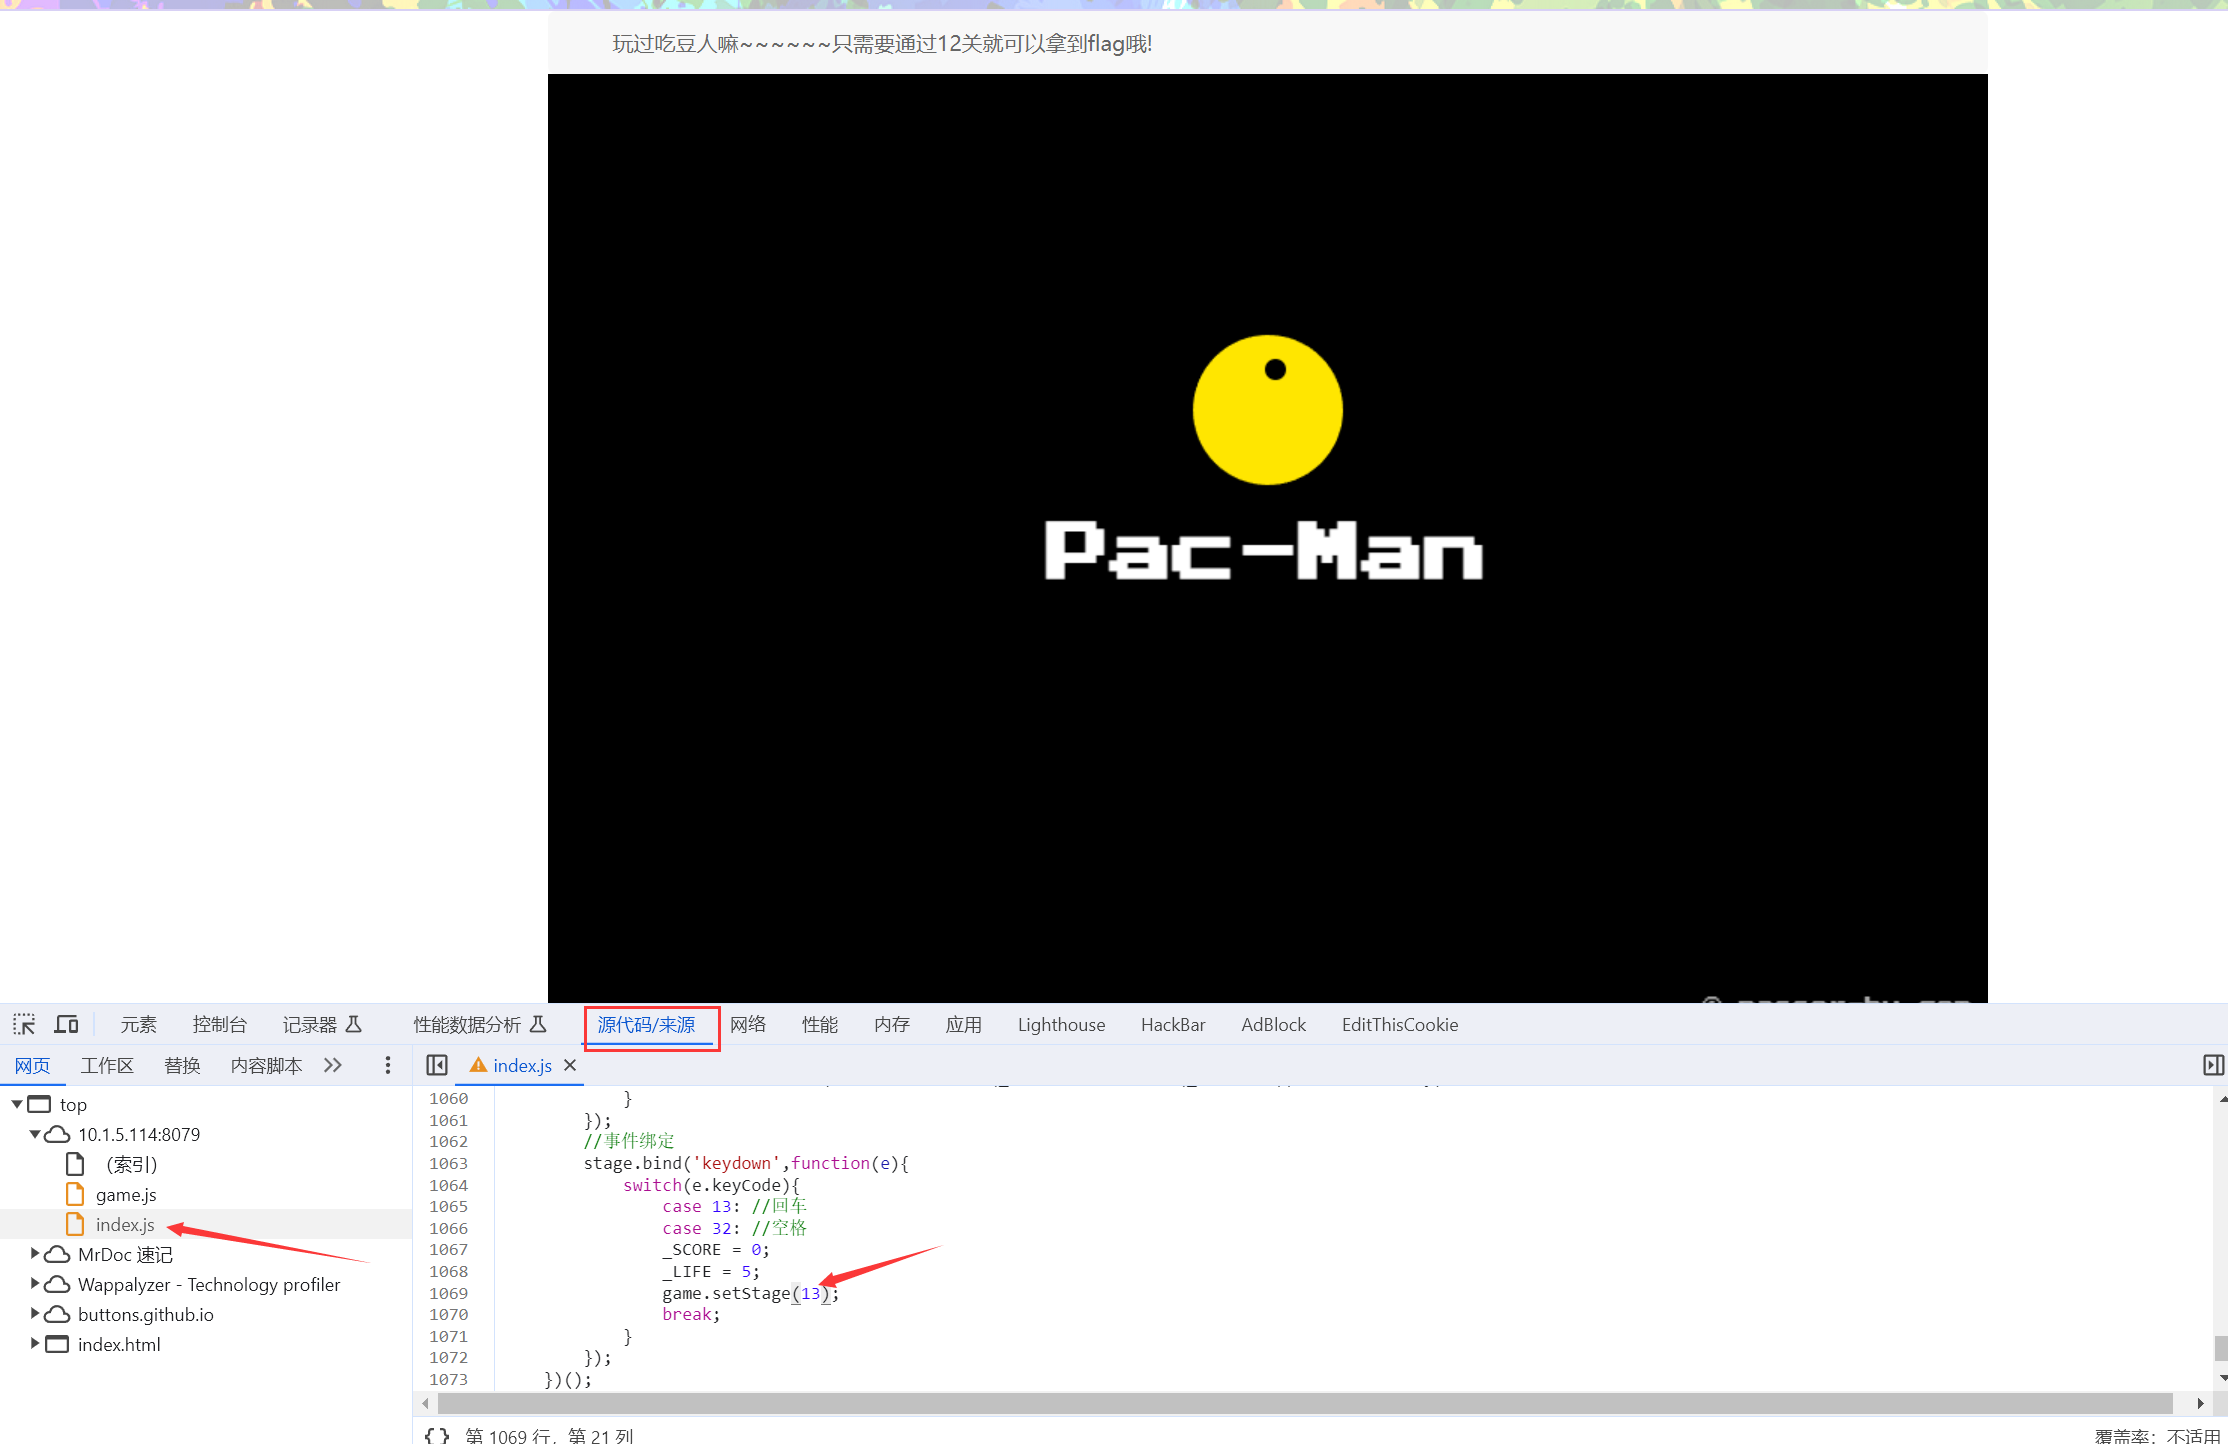 玩过吃豆人嘛~~~~~~只需要通过12关就可以拿到flag哦!
Pac-Man
元素 控制台 记录器 性能数据分析 源代码/来源 网络 性能 内存 应用 Lighthouse HackBar AdBlock EditThisCookie
网页 工作区 替换 内容脚本
index.js
top
10.1.5.114:8079
(索引)
game.js
index.js
MrDoc 速记
Wappalyzer - Technology profiler
buttons.github.io
index.html
1060 }
1061 });
1062 //事件绑定
1063 stage.bind('keydown',function(e){
1064 switch(e.keyCode){
1065 case 13: //回车
1066 case 32: //空格
1067 _SCORE = 0;
1068 _LIFE = 5;
1069 game.setStage(13);
1070 break;
1071 }
1072 });
1073 })();
{} 第 1069 行，第 21 列
覆盖率：不适用